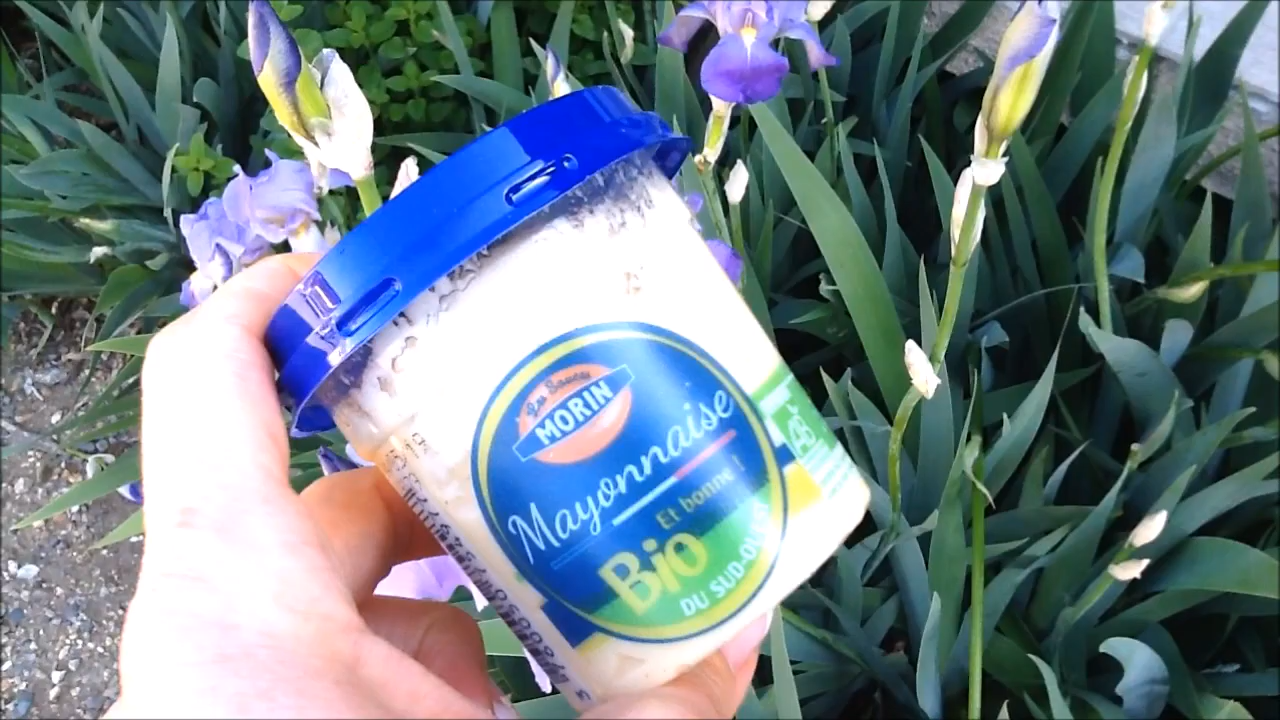 Les Sauces
MORIN
Mayonnaise
Et bonne !
Bio
DU SUD-OUEST
AB